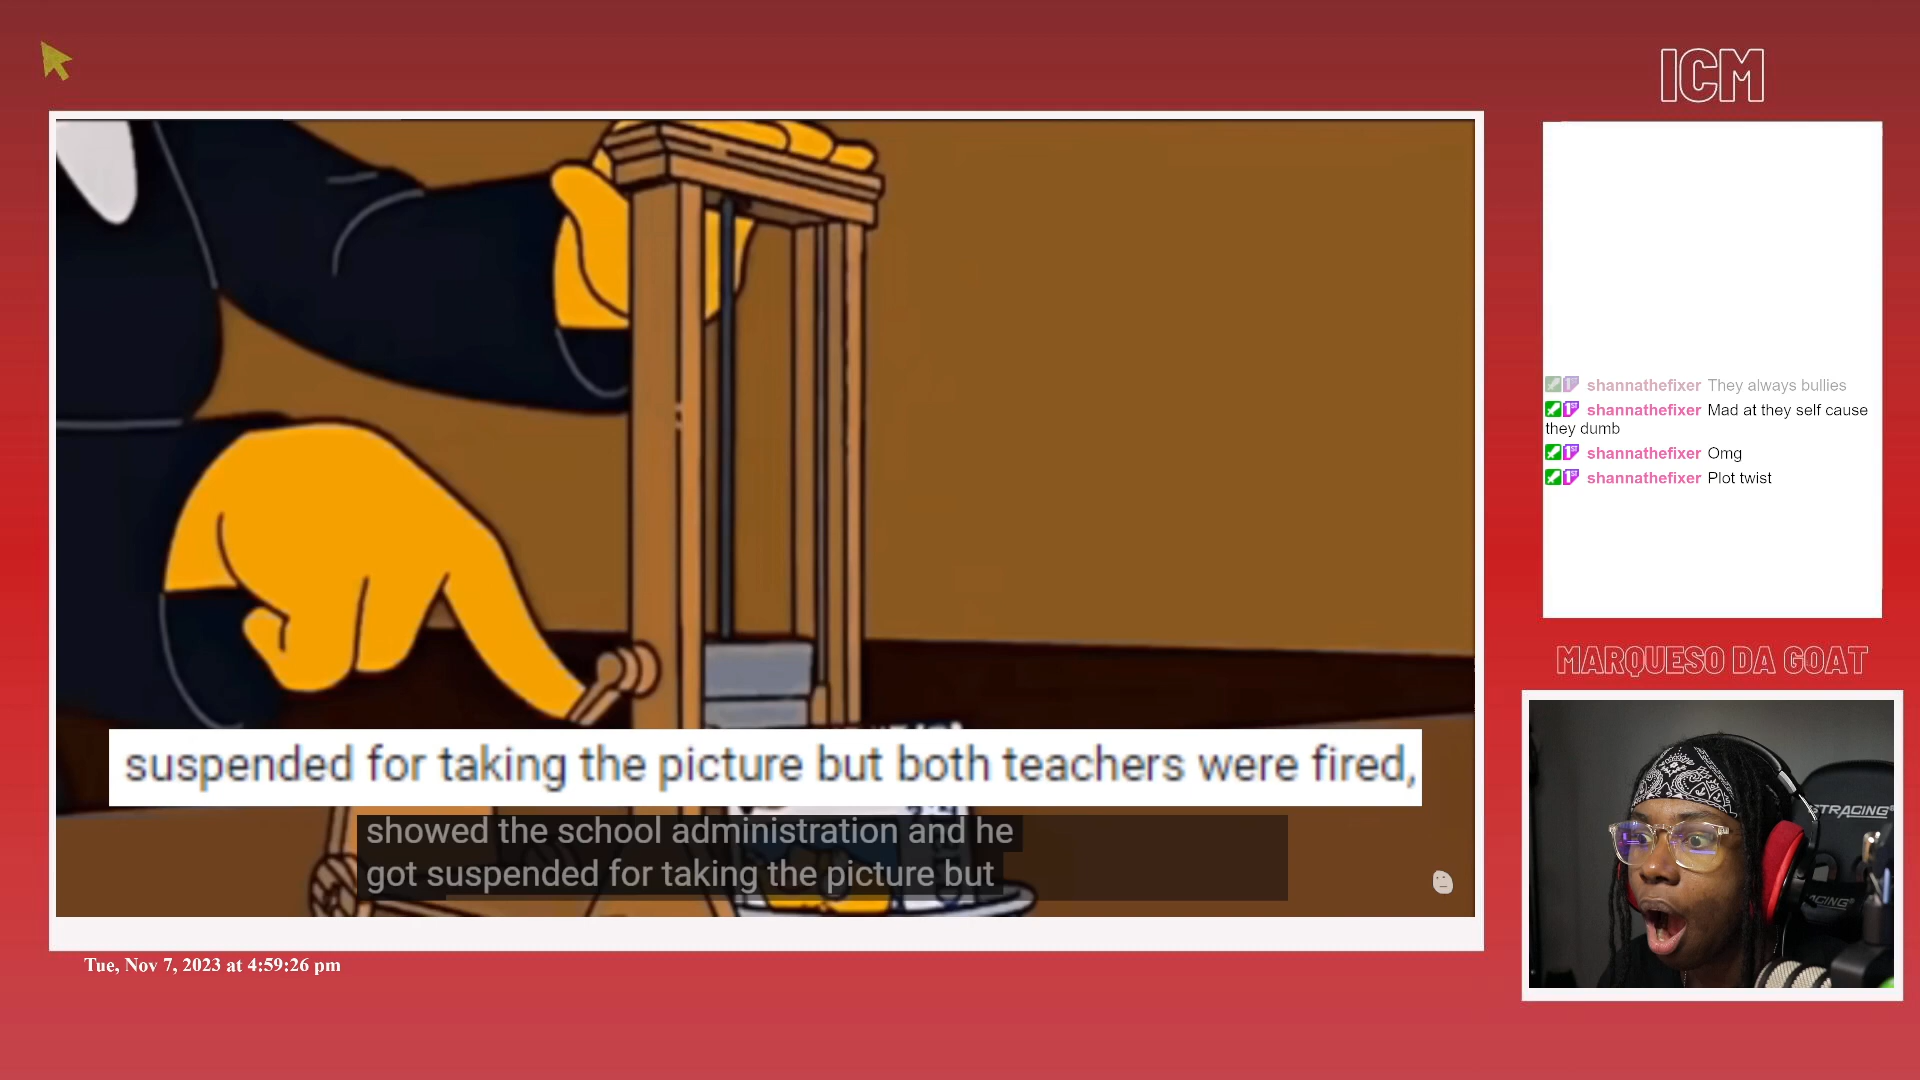 ICM
shannathefixer They always bullies
shannathefixer Mad at they self cause
they dumb
shannathefixer Omg
shannathefixer Plot twist
suspended for taking the picture but both teachers were fired,
showed the school administration and he
got suspended for taking the picture but
MARQUESO DA GOAT
Tue, Nov 7, 2023 at 4:59:26 pm